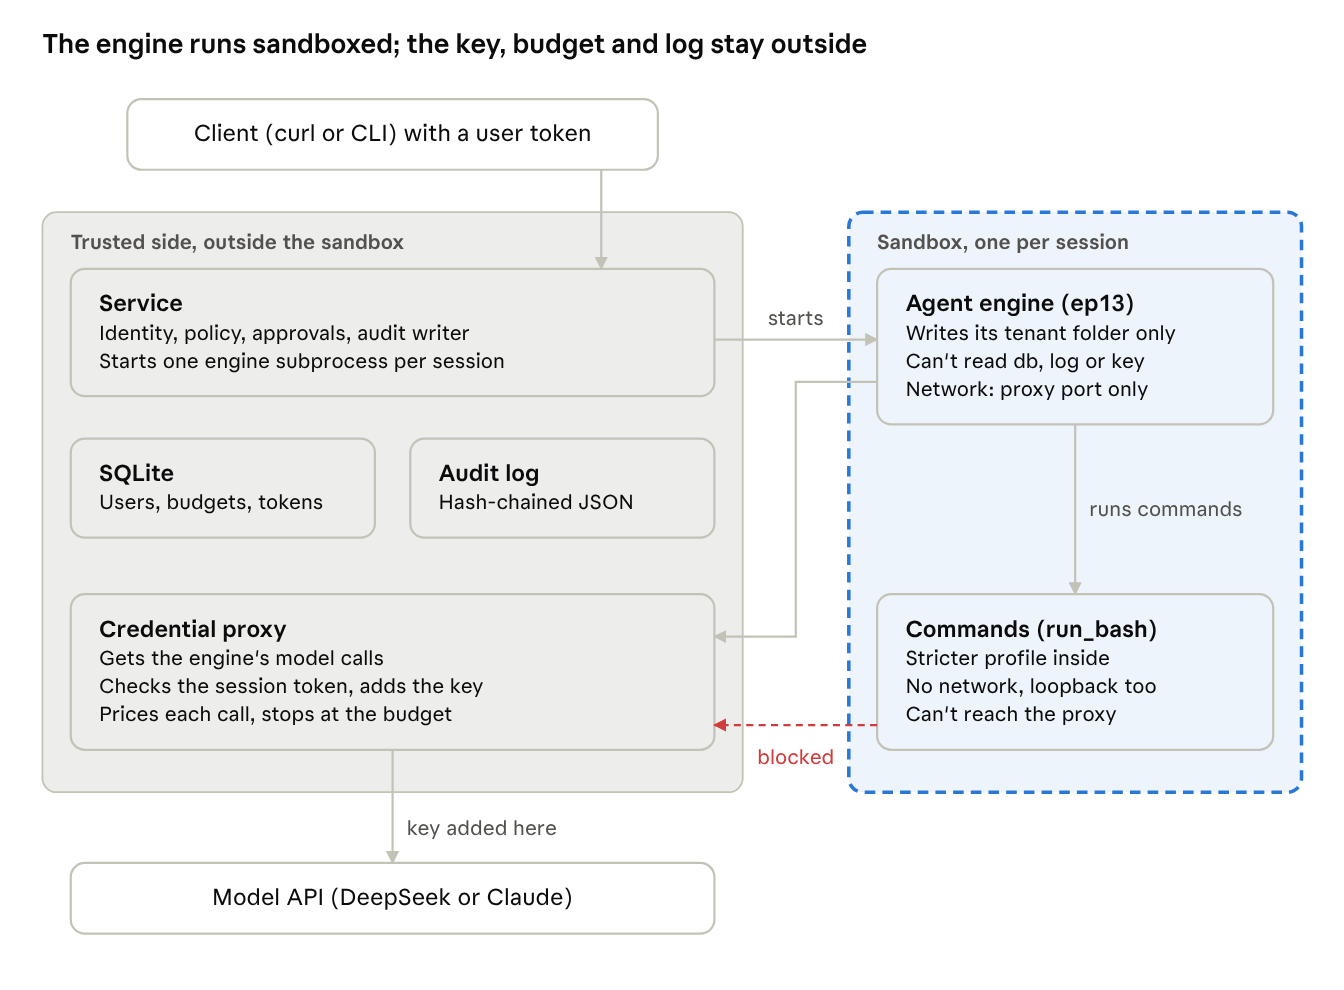 The engine runs sandboxed; the key, budget and log stay outside
Client (curl or CLI) with a user token
Trusted side, outside the sandbox
Service
Identity, policy, approvals, audit writer
Starts one engine subprocess per session
starts
Sandbox, one per session
Agent engine (ep13)
Writes its tenant folder only
Can't read db, log or key
Network: proxy port only
SQLite
Users, budgets, tokens
Audit log
Hash-chained JSON
runs commands
Credential proxy
Gets the engine's model calls
Checks the session token, adds the key
Prices each call, stops at the budget
Commands (run_bash)
Stricter profile inside
No network, loopback too
Can't reach the proxy
blocked
key added here
Model API (DeepSeek or Claude)